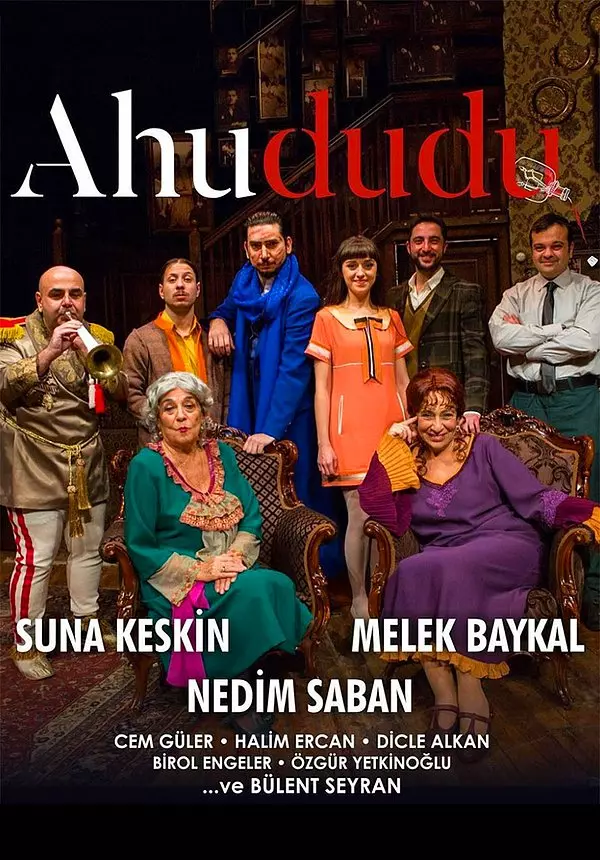 Ahududu
SUNA KESKİN
MELEK BAYKAL
NEDİM SABAN
CEM GÜLER • HALİM ERCAN • DİCLE ALKAN
BİROL ENGELER • ÖZGÜR YETKİNOĞLU
...ve BÜLENT SEYRAN